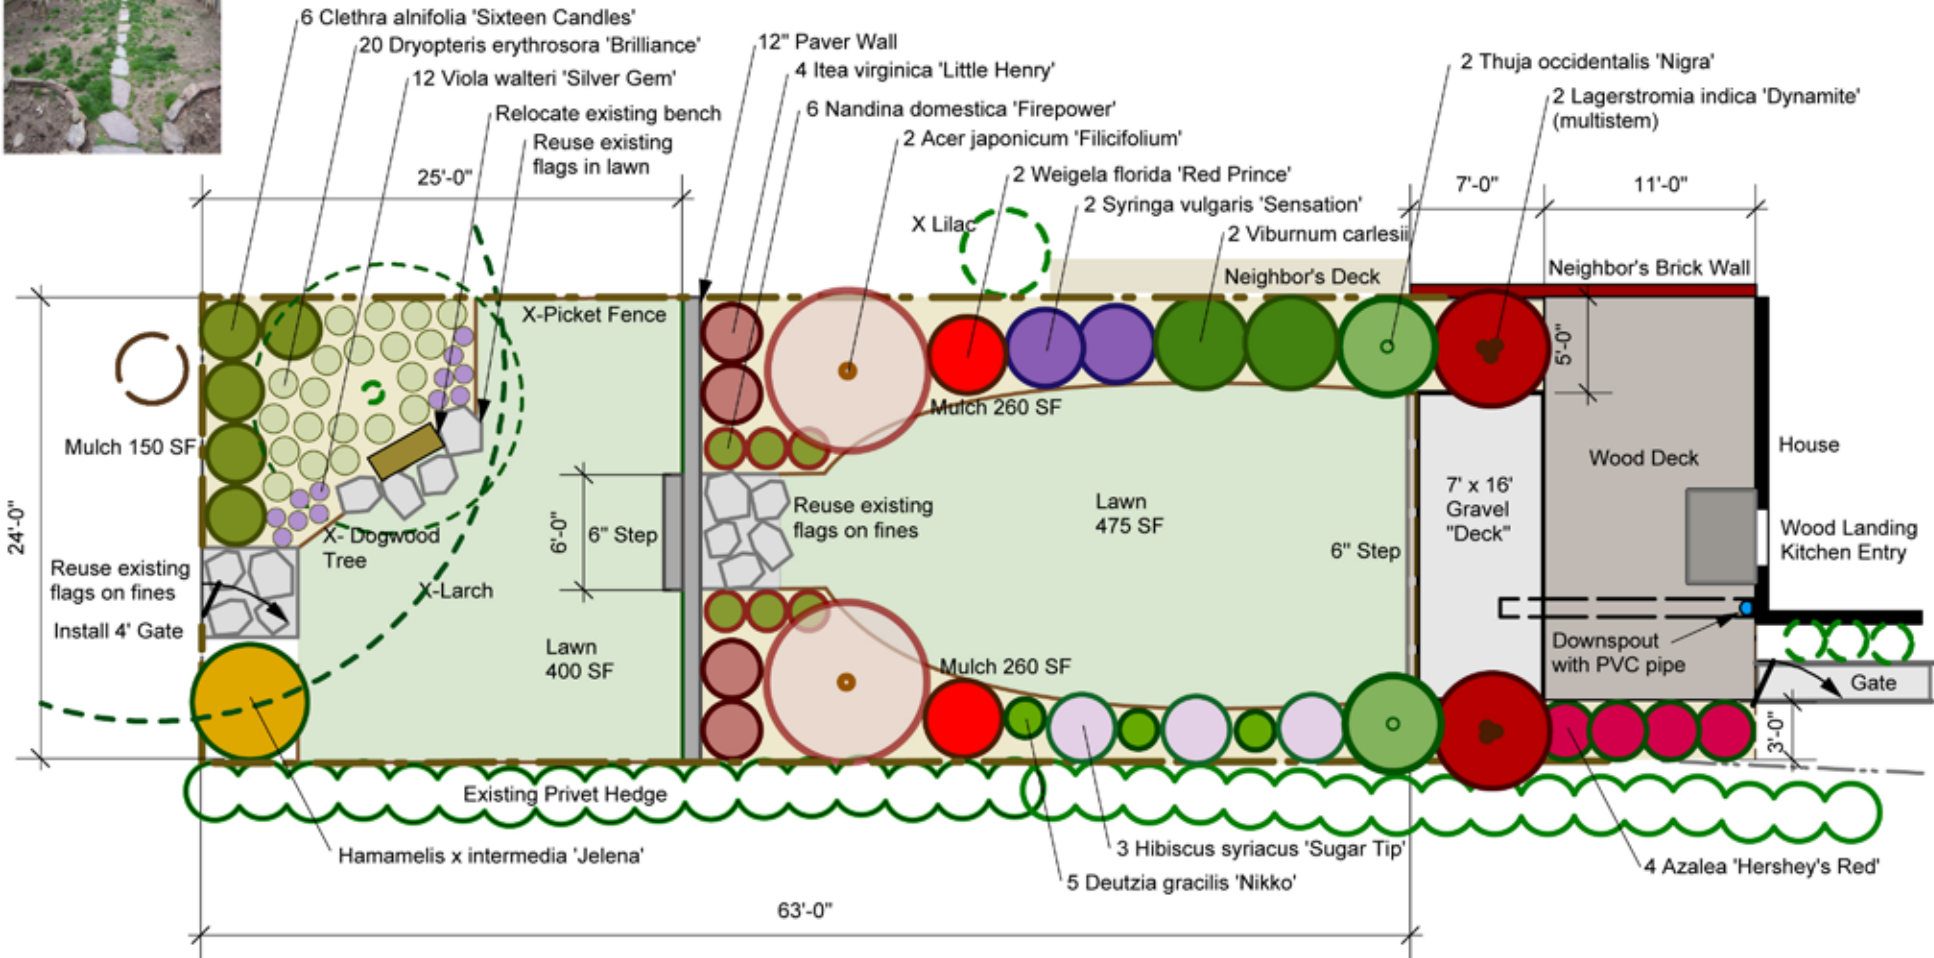 6 Clethra alnifolia 'Sixteen Candles'
20 Dryopteris erythrosora 'Brilliance'
12 Viola walteri 'Silver Gem'
Relocate existing bench
Reuse existing
flags in lawn
12" Paver Wall
4 Itea virginica 'Little Henry'
6 Nandina domestica 'Firepower'
2 Acer japonicum 'Filicifolium'
2 Weigela florida 'Red Prince'
2 Syringa vulgaris 'Sensation'
2 Viburnum carlesii
2 Thuja occidentalis 'Nigra'
2 Lagerstromia indica 'Dynamite'
(multistem)
25'-0"
7'-0"
11'-0"
X Lilac
Neighbor's Deck
Neighbor's Brick Wall
X-Picket Fence
5'-0"
Mulch 260 SF
Mulch 150 SF
House
Wood Deck
7' x 16'
Gravel
"Deck"
Lawn
475 SF
Reuse existing
flags on fines
24'-0"
6'-0"
6" Step
6" Step
X- Dogwood
Tree
Wood Landing
Kitchen Entry
Reuse existing
flags on fines
X-Larch
Install 4' Gate
Lawn
400 SF
Mulch 260 SF
Downspout
with PVC pipe
Gate
3'-0"
Existing Privet Hedge
Hamamelis x intermedia 'Jelena'
3 Hibiscus syriacus 'Sugar Tip'
5 Deutzia gracilis 'Nikko'
4 Azalea 'Hershey's Red'
63'-0"